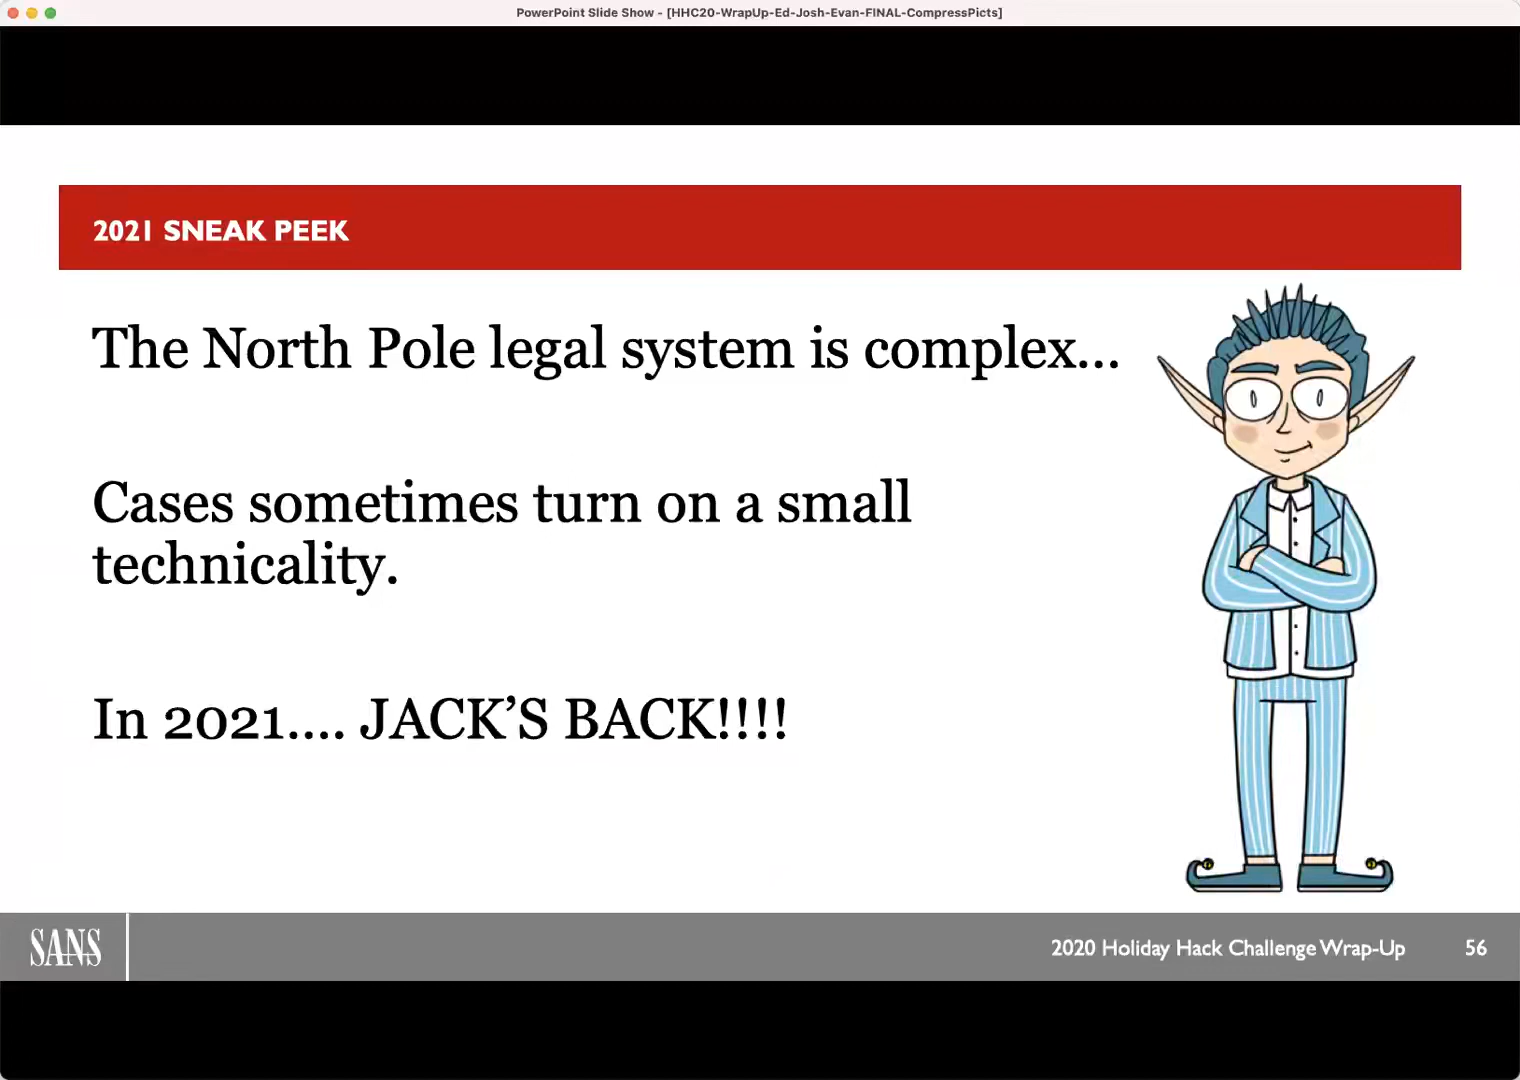 PowerPoint Slide Show - [HHC20-WrapUp-Ed-Josh-Evan-FINAL-CompressPicts]
2021 SNEAK PEEK
The North Pole legal system is complex...
Cases sometimes turn on a small
technicality.
In 2021.... JACK’S BACK!!!!
SANS
2020 Holiday Hack Challenge Wrap-Up 56